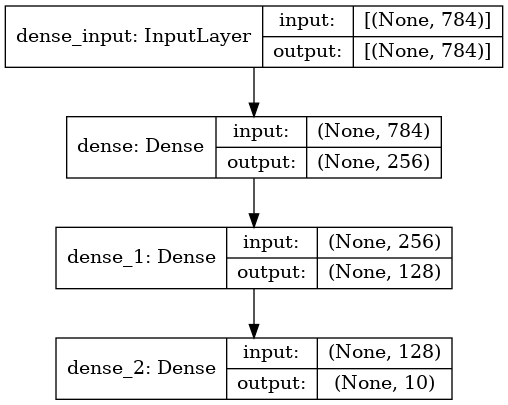 dense_input: InputLayer
input: [(None, 784)]
output: [(None, 784)]
dense: Dense
input: (None, 784)
output: (None, 256)
dense_1: Dense
input: (None, 256)
output: (None, 128)
dense_2: Dense
input: (None, 128)
output: (None, 10)